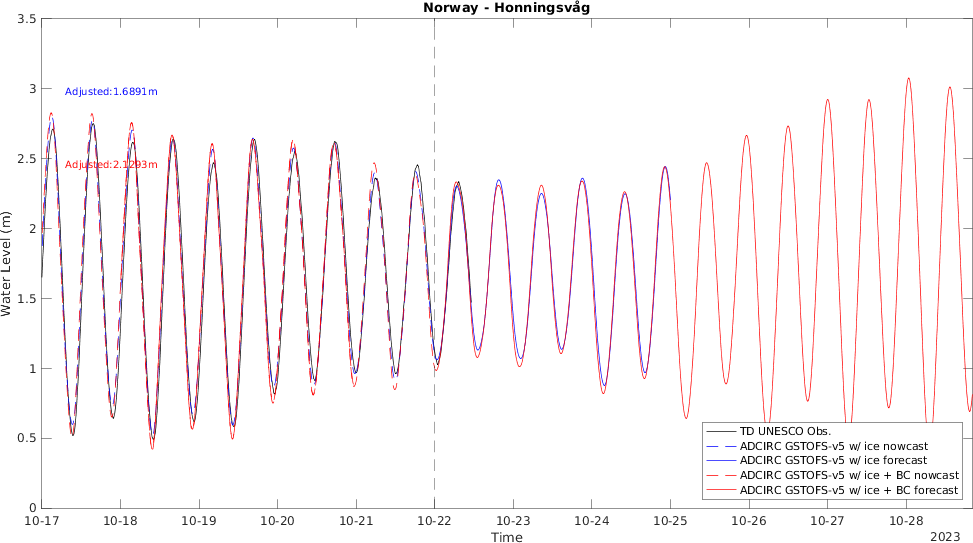 Norway - Honningsvåg
3.5
3
2.5
2
1.5
1
0.5
0
Water Level (m)
Adjusted:1.6891m
Adjusted:2.1293m
TD UNESCO Obs.
ADCIRC GSTOFS-v5 w/ ice nowcast
ADCIRC GSTOFS-v5 w/ ice forecast
ADCIRC GSTOFS-v5 w/ ice + BC nowcast
ADCIRC GSTOFS-v5 w/ ice + BC forecast
10-17 10-18 10-19 10-20 10-21 10-22 10-23 10-24 10-25 10-26 10-27 10-28
Time
2023